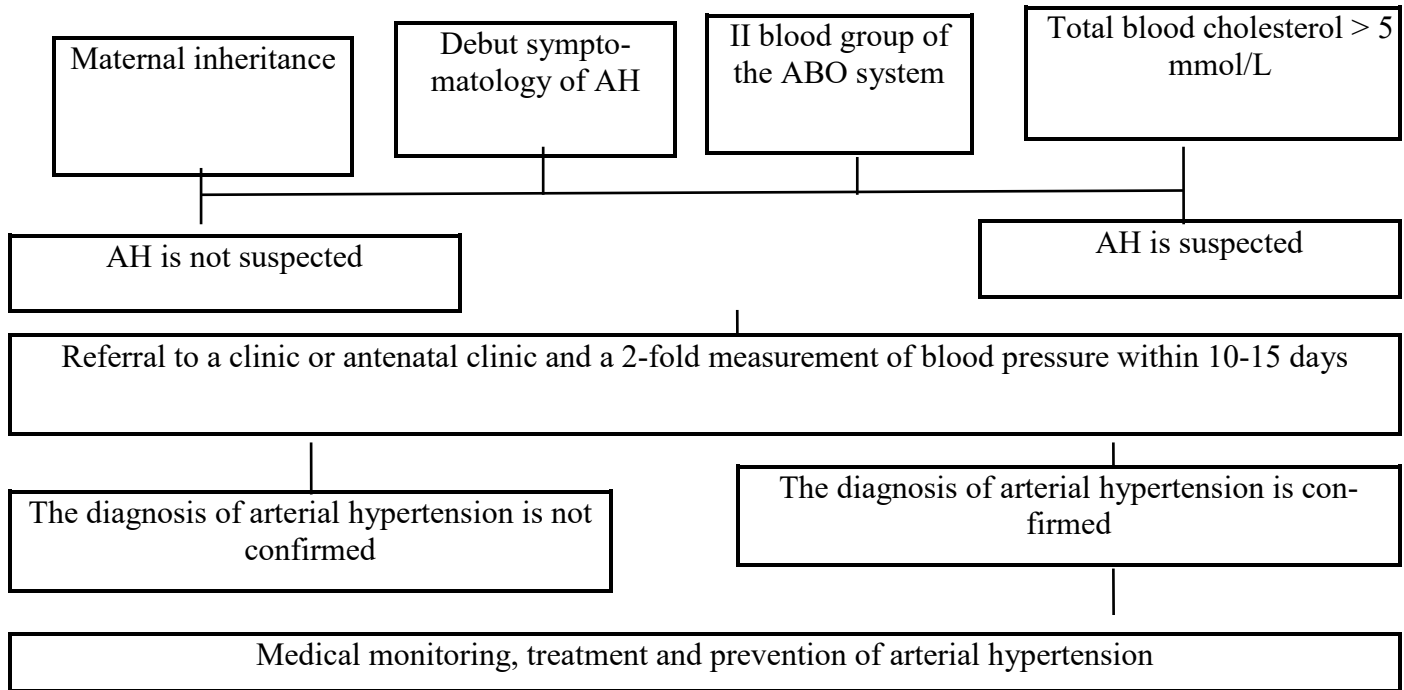 Maternal inheritance
Debut sympto-
matology of AH
II blood group of
the ABO system
Total blood cholesterol > 5
mmol/L
AH is not suspected
AH is suspected
Referral to a clinic or antenatal clinic and a 2-fold measurement of blood pressure within 10-15 days
The diagnosis of arterial hypertension is not
confirmed
The diagnosis of arterial hypertension is con-
firmed
Medical monitoring, treatment and prevention of arterial hypertension